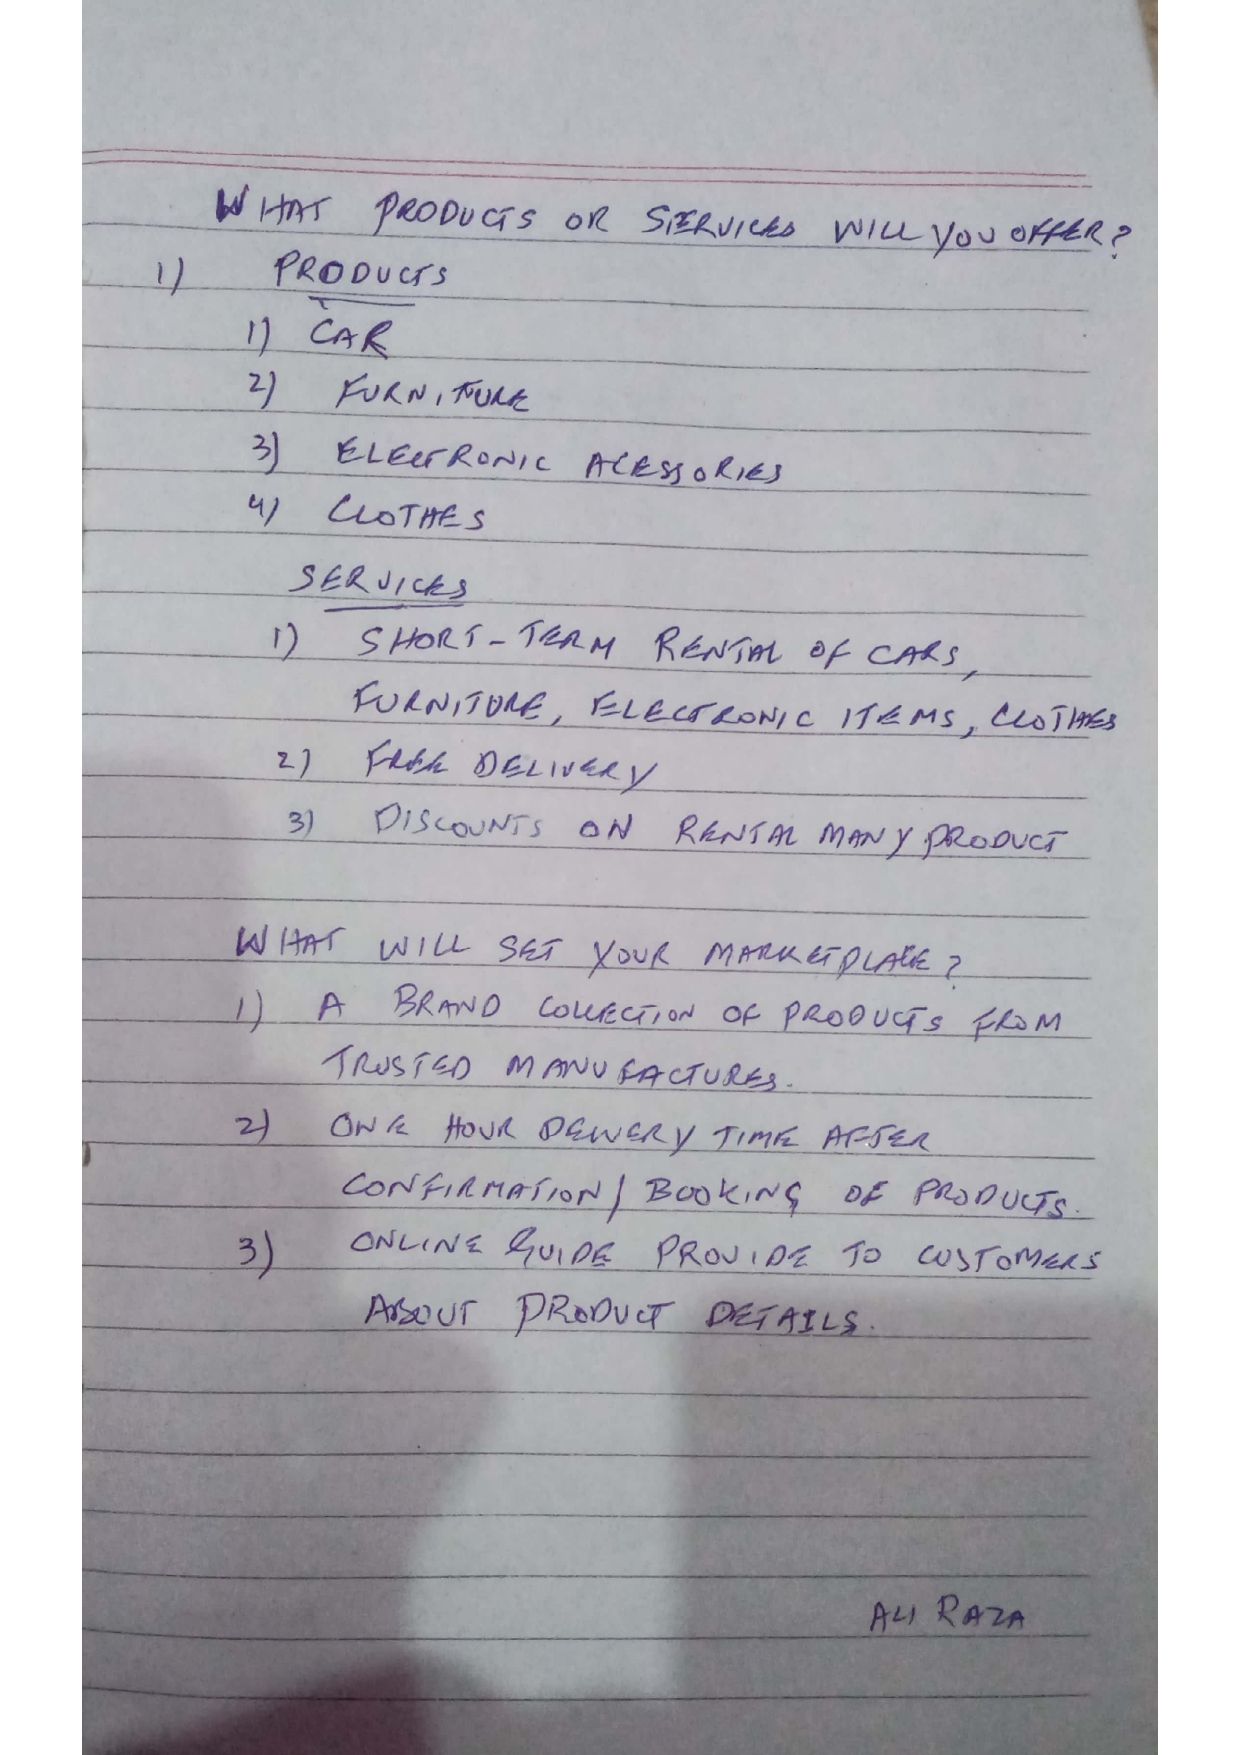 WHAT PRODUCTS OR SERVICES WILL YOU OFFER?
1) PRODUCTS
1) CAR
2) FURNITURE
3) ELECTRONIC ACESSORIES
4) CLOTHES
SERVICES
1) SHORT-TERM RENTAL OF CARS,
FURNITURE, ELECTRONIC ITEMS, CLOTHES
2) FREE DELIVERY
3) DISCOUNTS ON RENTAL MANY PRODUCT
WHAT WILL SET YOUR MARKETPLACE?
1) A BRAND COLLECTION OF PRODUCTS FROM
TRUSTED MANUFACTURES.
2) ONE HOUR DELIVERY TIME AFTER
CONFIRMATION/BOOKING OF PRODUCTS.
3) ONLINE GUIDE PROVIDE TO CUSTOMERS
ABOUT PRODUCT DETAILS.
ALI RAZA